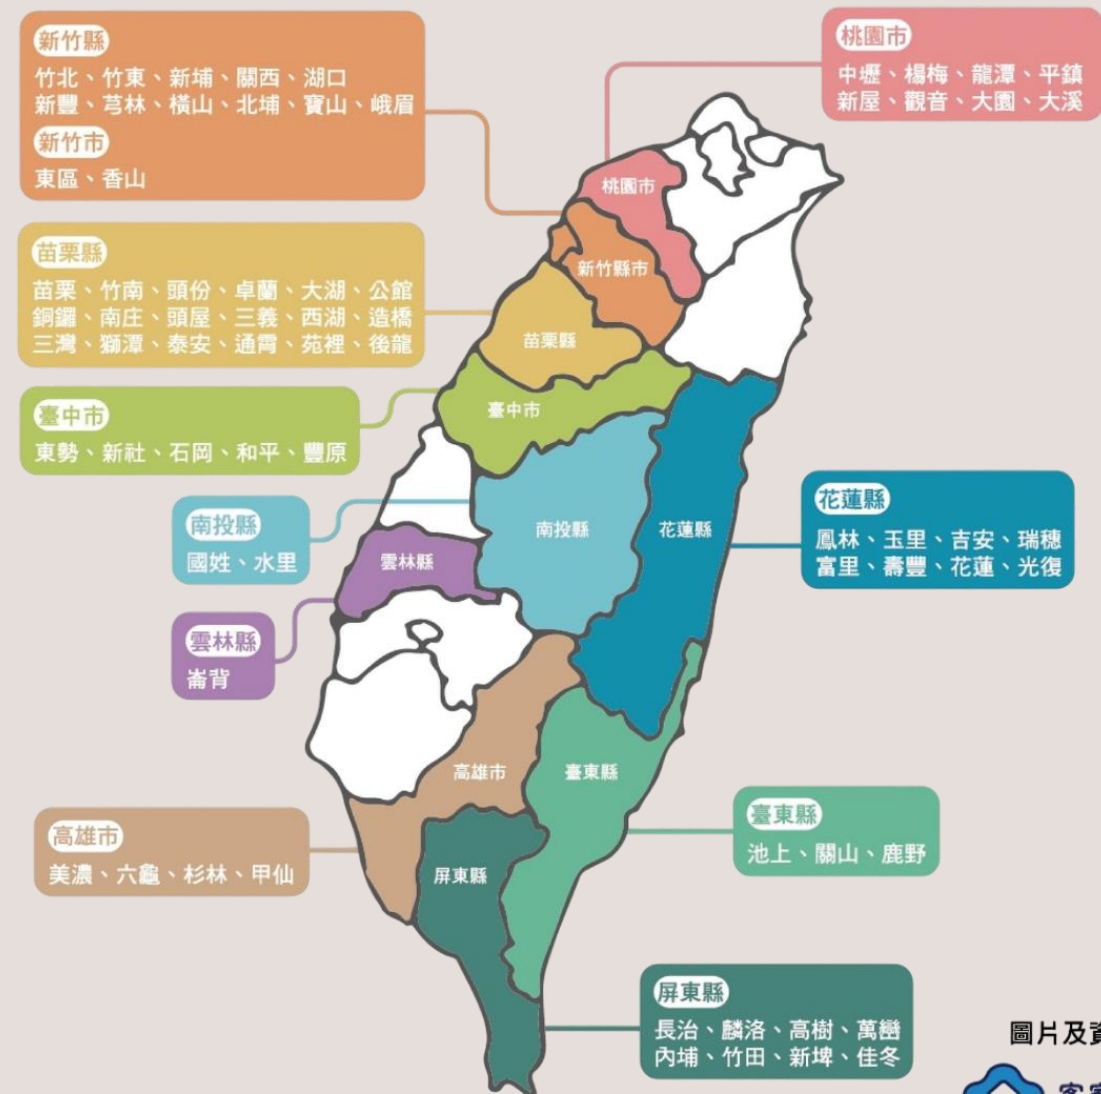 新竹縣
竹北、竹東、新埔、關西、湖口
新豐、芎林、橫山、北埔、寶山、峨眉
新竹市
東區、香山
桃園市
中壢、楊梅、龍潭、平鎮
新屋、觀音、大園、大溪
苗栗縣
苗栗、竹南、頭份、卓蘭、大湖、公館
銅鑼、南庄、頭屋、三義、西湖、造橋
三灣、獅潭、泰安、通霄、苑裡、後龍
臺中市
東勢、新社、石岡、和平、豐原
南投縣
國姓、水里
雲林縣
崙背
花蓮縣
鳳林、玉里、吉安、瑞穗
富里、壽豐、花蓮、光復
高雄市
美濃、六龜、杉林、甲仙
臺東縣
池上、關山、鹿野
屏東縣
長治、麟洛、高樹、萬巒
內埔、竹田、新埤、佳冬
桃園市
新竹縣市
苗栗縣
臺中市
南投縣
花蓮縣
雲林縣
高雄市
臺東縣
屏東縣
圖片及資